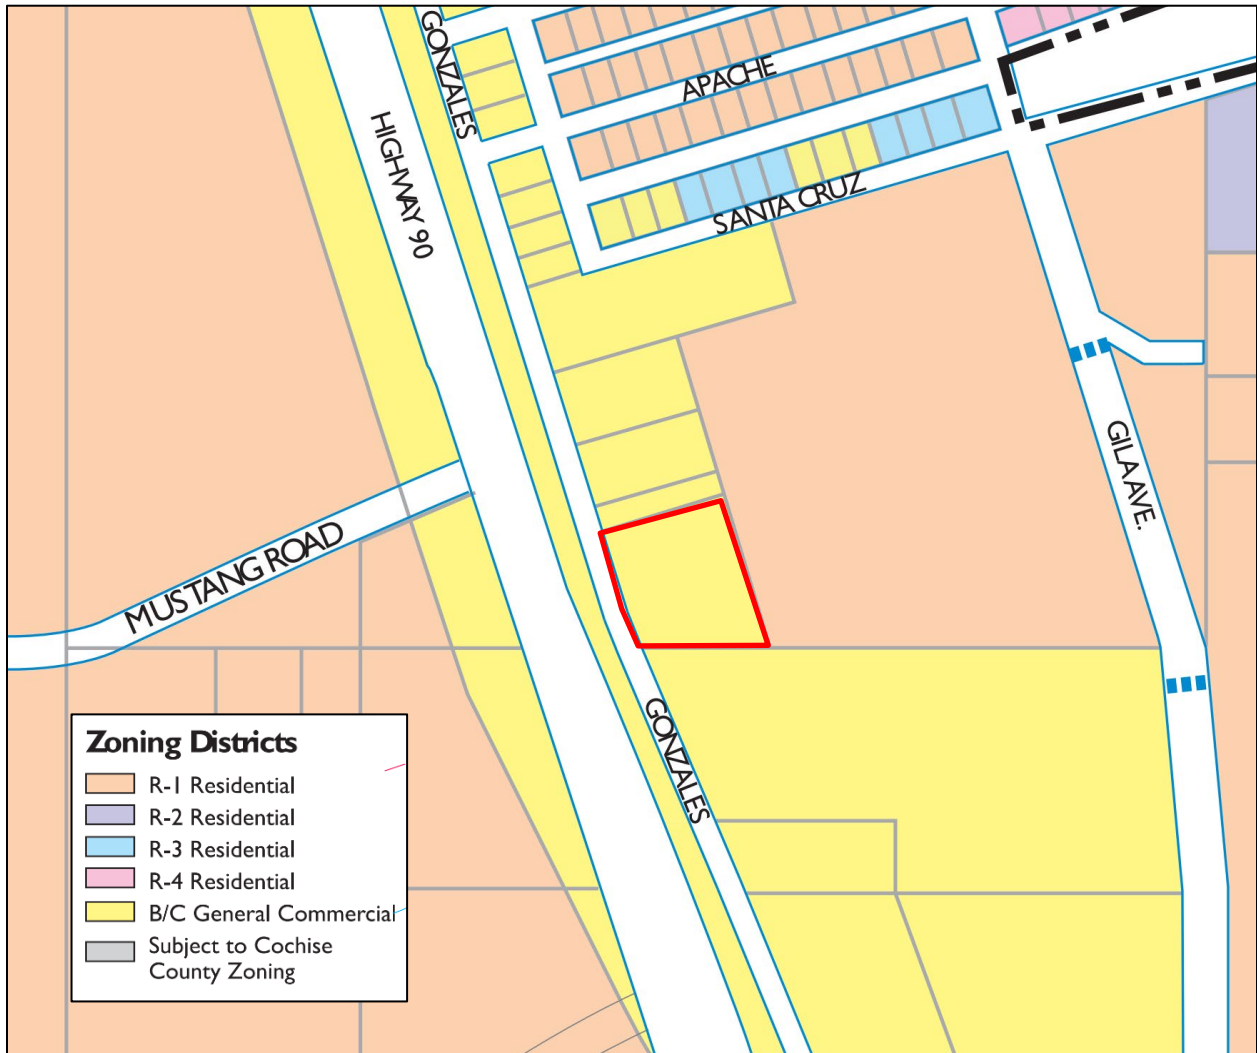 GONZALES
APACHE
HIGHWAY 90
SANTA CRUZ
GILA AVE.
MUSTANG ROAD
GONZALES
Zoning Districts
R-1 Residential
R-2 Residential
R-3 Residential
R-4 Residential
B/C General Commercial
Subject to Cochise
County Zoning